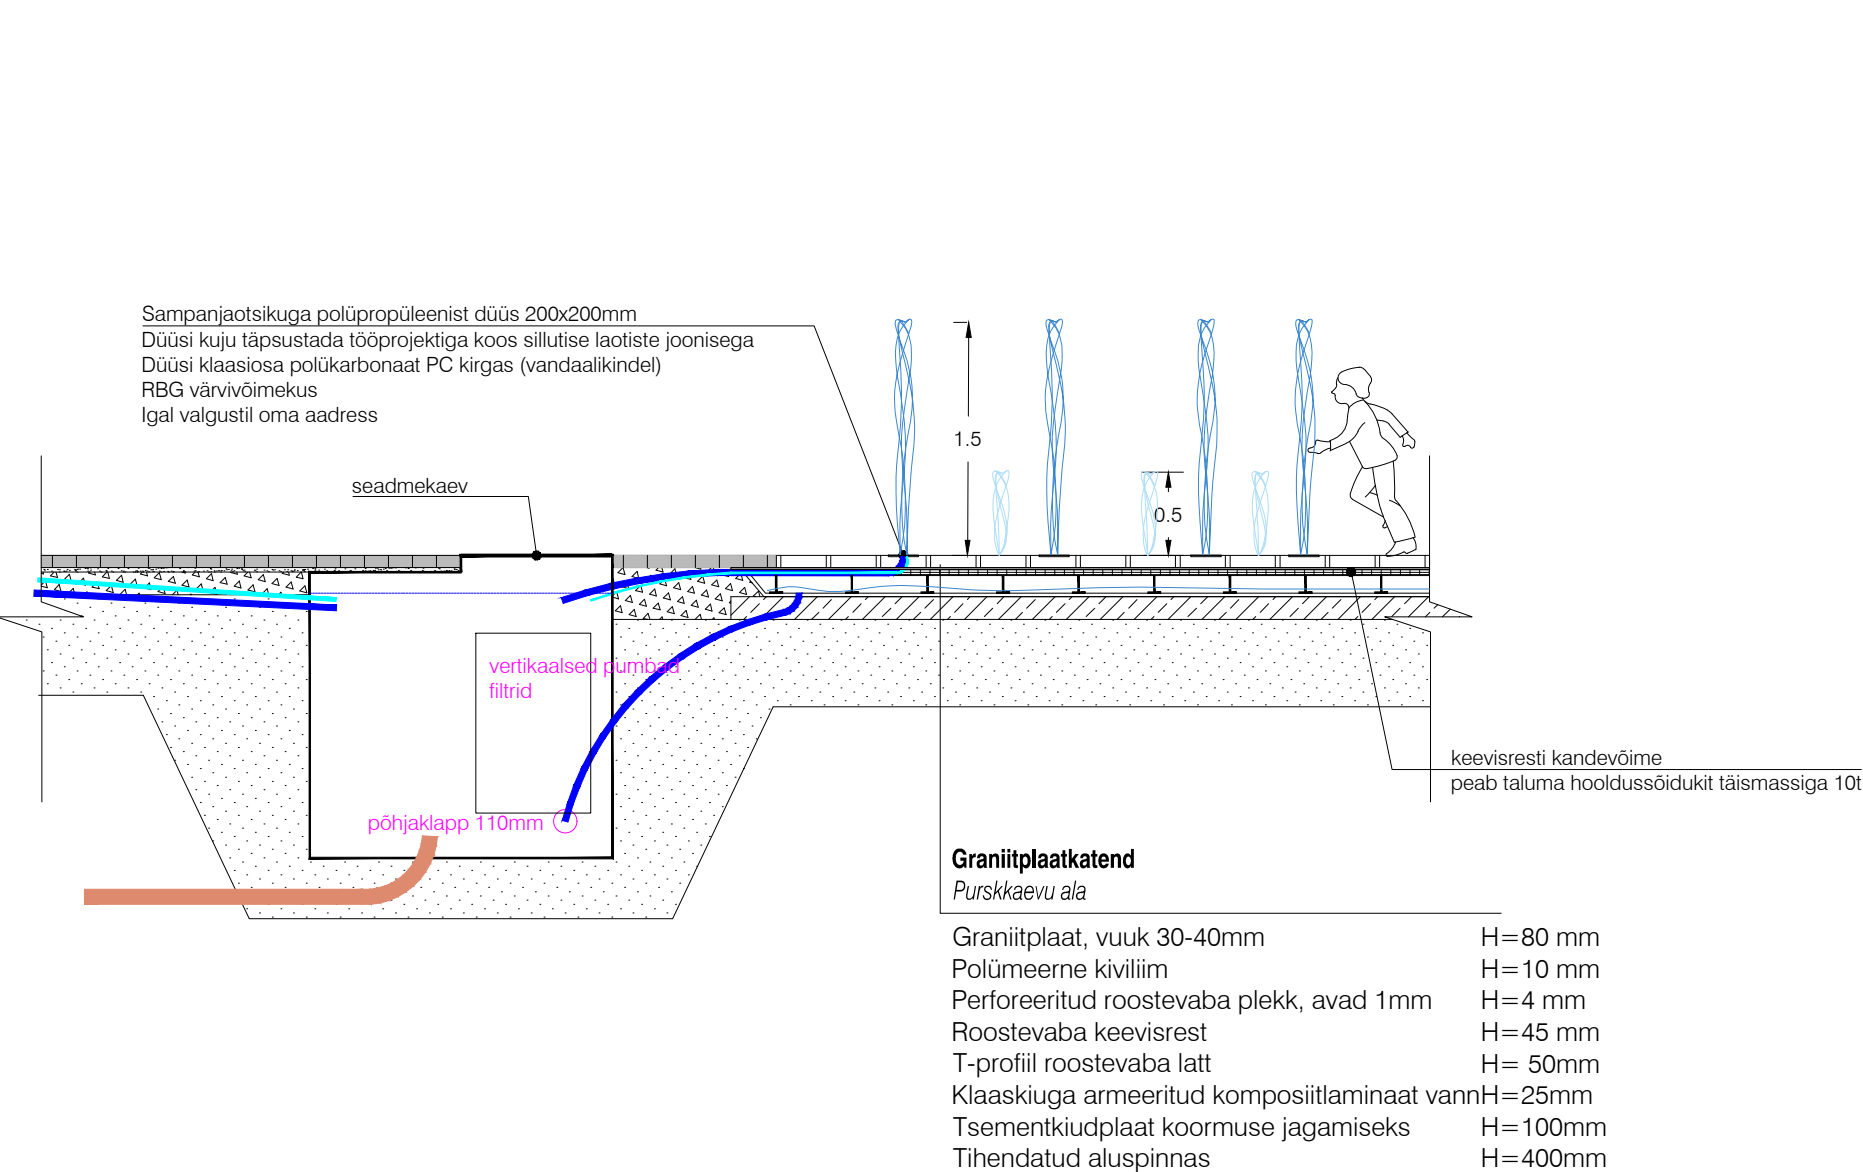 Sampanjaotsikuga polüpropüleenist düüs 200x200mm
Düüsi kuju täpsustada tööprojektiga koos sillutise laotiste joonisega
Düüsi klaasiosa polükarbonaat PC kirgas (vandaalikindel)
RBG värvivõimekus
Igal valgustil oma aadress
1.5
seadmekaev
0.5
vertikaalsed pumbad
filtrid
keevisresti kandevõime
peab taluma hooldussõidukit täismassiga 10t
põhjaklapp 110mm
Graniitplaatkatend
Purskkaevu ala
Graniitplaat, vuuk 30-40mm H=80 mm
Polümeerne kiviliim H=10 mm
Perforeeritud roostevaba plekk, avad 1mm H=4 mm
Roostevaba keevisrest H=45 mm
T-profiil roostevaba latt H= 50mm
Klaaskiuga armeeritud komposiitlaminaat vann H=25mm
Tsementkiudplaat koormuse jagamiseks H=100mm
Tihendatud aluspinnas H=400mm